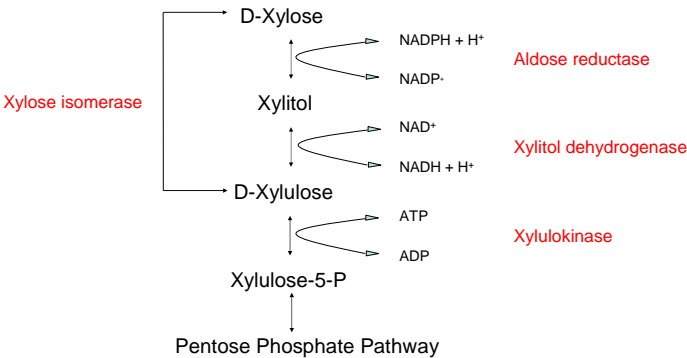 D-Xylose
NADPH + H⁺
Aldose reductase
NADP⁺
Xylose isomerase
Xylitol
NAD⁺
Xylitol dehydrogenase
NADH + H⁺
D-Xylulose
ATP
Xylulokinase
ADP
Xylulose-5-P
Pentose Phosphate Pathway